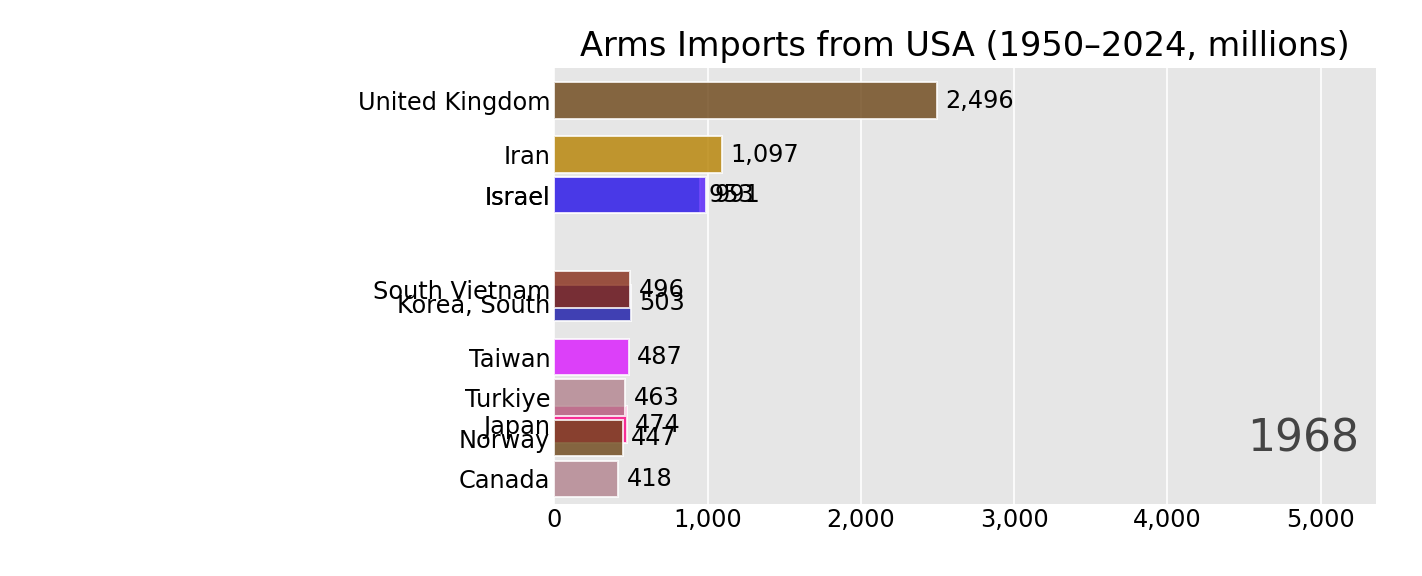 Arms Imports from USA (1950–2024, millions)
United Kingdom 2,496
Iran 1,097
Israel
South Vietnam 496
Korea, South 503
Taiwan 487
Turkiye 463
Japan 474
Norway 447
Canada 418
1968
0 1,000 2,000 3,000 4,000 5,000